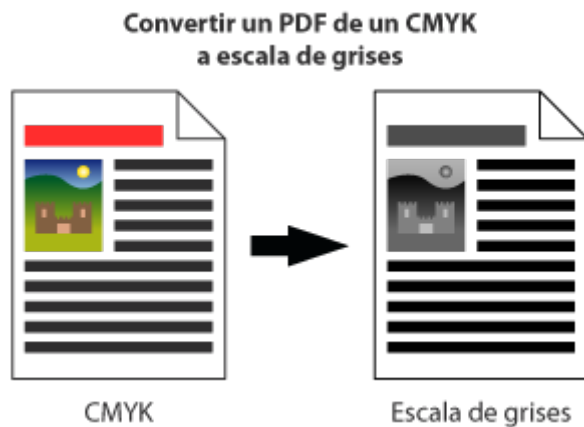 Convertir un PDF de un CMYK
a escala de grises
CMYK
Escala de grises